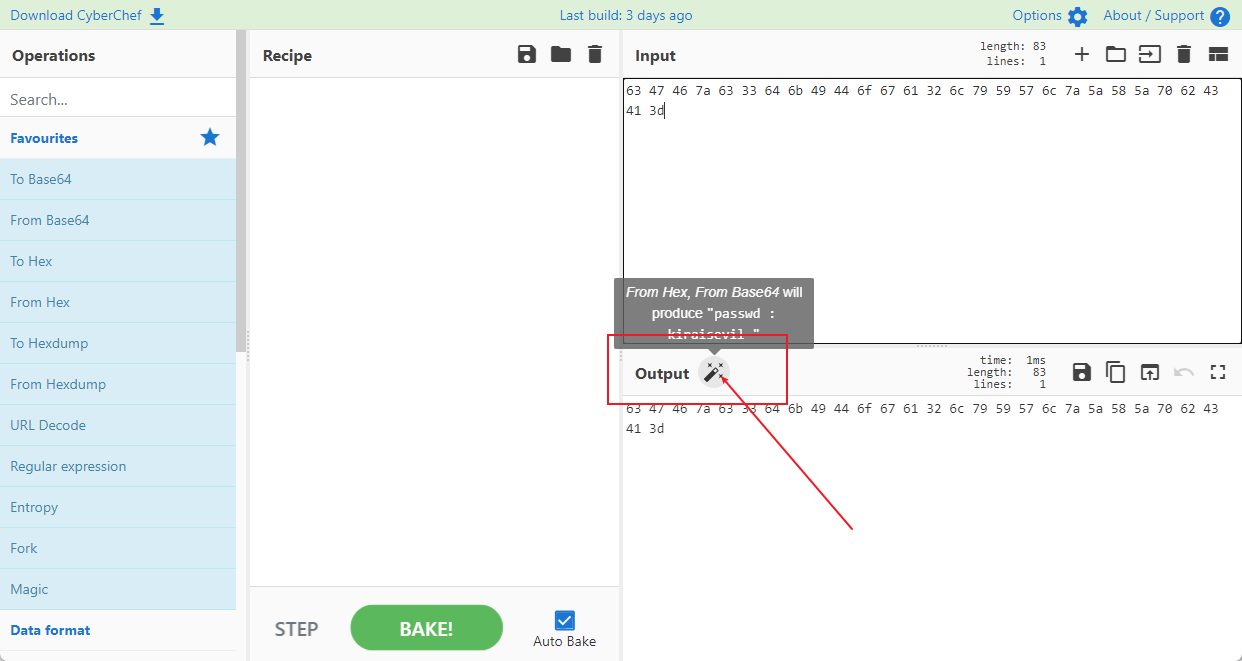 Download CyberChef
Last build: 3 days ago
Options
About / Support
Operations
Search...
Favourites
To Base64
From Base64
To Hex
From Hex
To Hexdump
From Hexdump
URL Decode
Regular expression
Entropy
Fork
Magic
Data format
Recipe
STEP
BAKE!
Auto Bake
Input
length: 83
lines: 1
63 47 46 7a 63 33 64 6b 49 44 6f 67 61 32 6c 79 59 57 6c 7a 5a 58 5a 70 62 43
41 3d
From Hex, From Base64 will
produce "passwd :
kiraisevil "
Output
time: 1ms
length: 83
lines: 1
63 47 46 7a 63 33 64 6b 49 44 6f 67 61 32 6c 79 59 57 6c 7a 5a 58 5a 70 62 43
41 3d